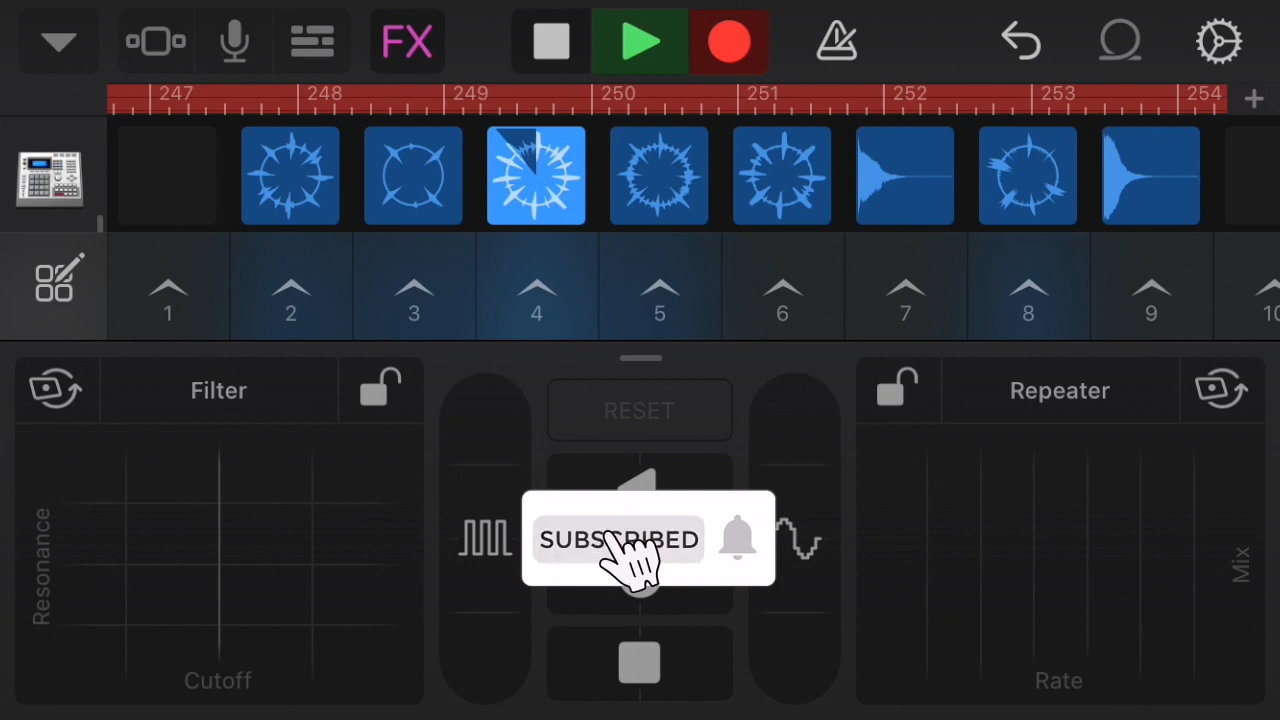 FX
247 248 249 250 251 252 253 254
1 2 3 4 5 6 7 8 9 10
Filter
RESET
Repeater
SUBSCRIBED
Resonance
Mix
Cutoff
Rate